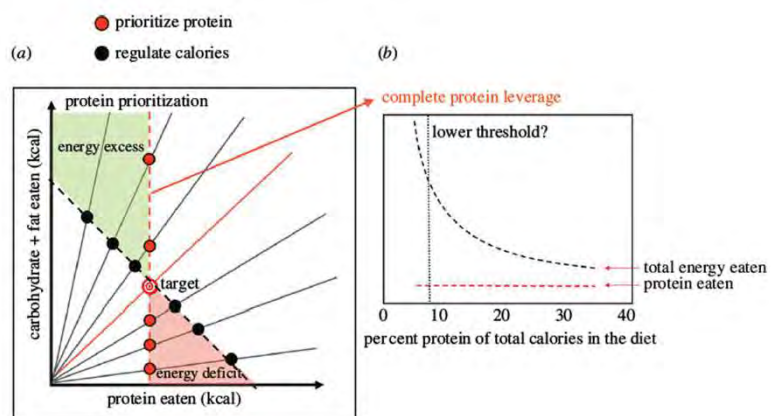 prioritize protein
(a)
regulate calories
(b)
protein prioritization
complete protein leverage
energy excess
lower threshold?
carbohydrate + fat eaten (kcal)
target
energy deficit
protein eaten (kcal)
total energy eaten
protein eaten
0 10 20 30 40
percent protein of total calories in the diet